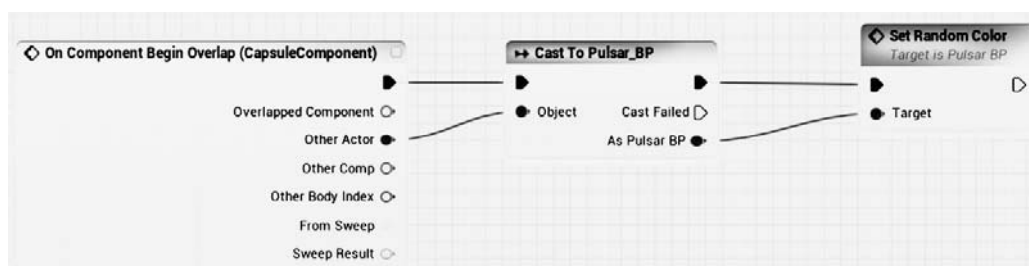 On Component Begin Overlap (CapsuleComponent)
Overlapped Component
Other Actor
Other Comp
Other Body Index
From Sweep
Sweep Result
Cast To Pulsar_BP
Object
Cast Failed
As Pulsar BP
Set Random Color
Target is Pulsar BP
Target